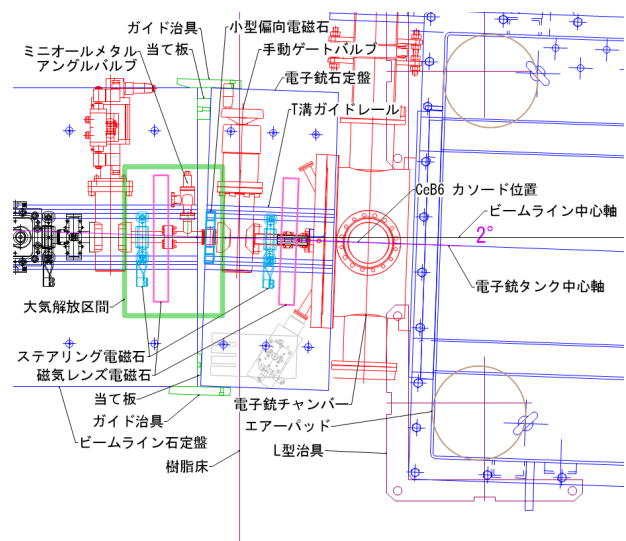 ガイド治具
小型偏向電磁石
ミニオールメタル
アングルバルブ
当て板
手動ゲートバルブ
電子銃石定盤
T溝ガイドレール
CeB6 カソード位置
ビームライン中心軸
2°
電子銃タンク中心軸
大気解放区間
ステアリング電磁石
磁気レンズ電磁石
当て板
ガイド治具
ビームライン石定盤
樹脂床
電子銃チャンバー
エアーパッド
L型治具